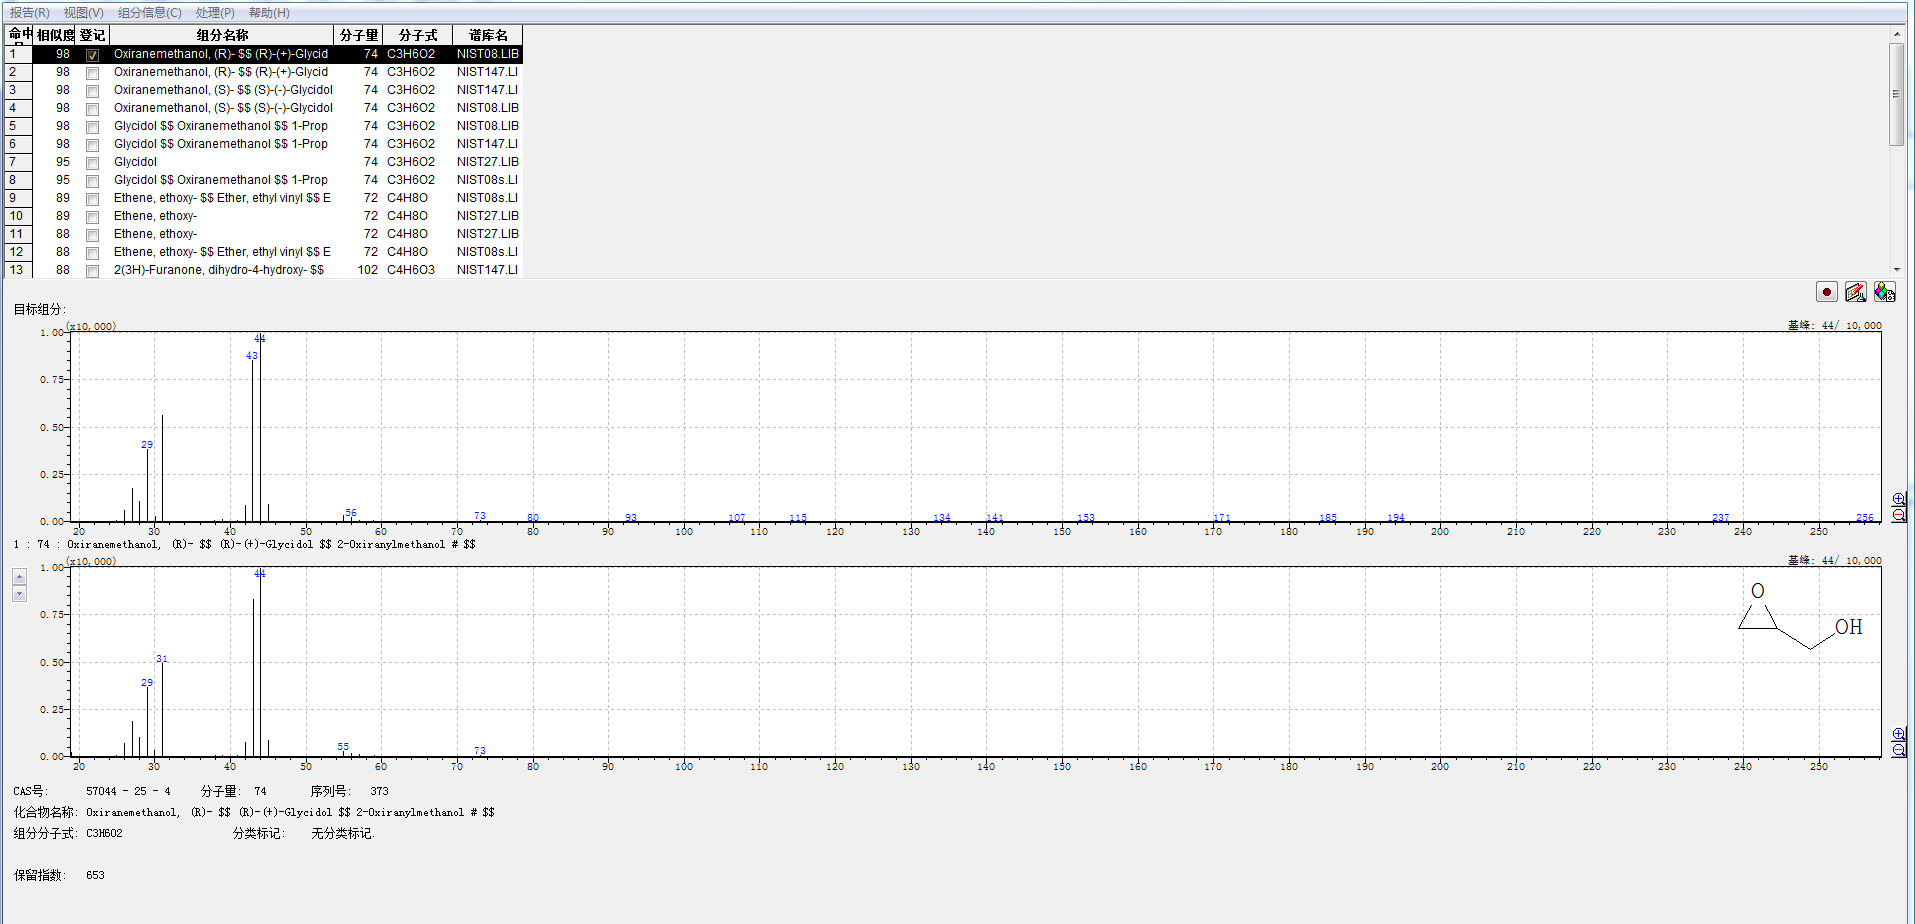 报告(R) 视图(V) 组分信息(C) 处理(P) 帮助(H)
命中 相似度 登记 组分名称 分子量 分子式 谱库名
1 98 Oxiranemethanol, (R)- $$ (R)-(+)-Glycid 74 C3H6O2 NIST08.LIB
2 98 Oxiranemethanol, (R)- $$ (R)-(+)-Glycid 74 C3H6O2 NIST147.LI
3 98 Oxiranemethanol, (S)- $$ (S)-(-)-Glycidol 74 C3H6O2 NIST147.LI
4 98 Oxiranemethanol, (S)- $$ (S)-(-)-Glycidol 74 C3H6O2 NIST08.LIB
5 98 Glycidol $$ Oxiranemethanol $$ 1-Prop 74 C3H6O2 NIST08.LIB
6 98 Glycidol $$ Oxiranemethanol $$ 1-Prop 74 C3H6O2 NIST147.LI
7 95 Glycidol 74 C3H6O2 NIST27.LIB
8 95 Glycidol $$ Oxiranemethanol $$ 1-Prop 74 C3H6O2 NIST08s.LI
9 89 Ethene, ethoxy- $$ Ether, ethyl vinyl $$ E 72 C4H8O NIST08s.LI
10 89 Ethene, ethoxy- 72 C4H8O NIST27.LIB
11 88 Ethene, ethoxy- 72 C4H8O NIST27.LIB
12 88 Ethene, ethoxy- $$ Ether, ethyl vinyl $$ E 72 C4H8O NIST08s.LI
13 88 2(3H)-Furanone, dihydro-4-hydroxy- $$ 102 C4H6O3 NIST147.LI
目标组分:
(x10,000) 基峰: 44/ 10,000
1.00 44
43
0.75
0.50
29
0.25
56 73 80 93 107 115 134 141 153 171 185 194 237 256
0.00
20 30 40 50 60 70 80 90 100 110 120 130 140 150 160 170 180 190 200 210 220 230 240 250
1 : 74 : Oxiranemethanol, (R)- $$ (R)-(+)-Glycidol $$ 2-Oxiranylmethanol # $$
(x10,000) 基峰: 44/ 10,000
1.00 44
O
0.75
OH
0.50 31
29
0.25
55 73
0.00
20 30 40 50 60 70 80 90 100 110 120 130 140 150 160 170 180 190 200 210 220 230 240 250
CAS号: 57044 - 25 - 4 分子量: 74 序列号: 373
化合物名称: Oxiranemethanol, (R)- $$ (R)-(+)-Glycidol $$ 2-Oxiranylmethanol # $$
组分分子式: C3H6O2 分类标记: 无分类标记.
保留指数: 653